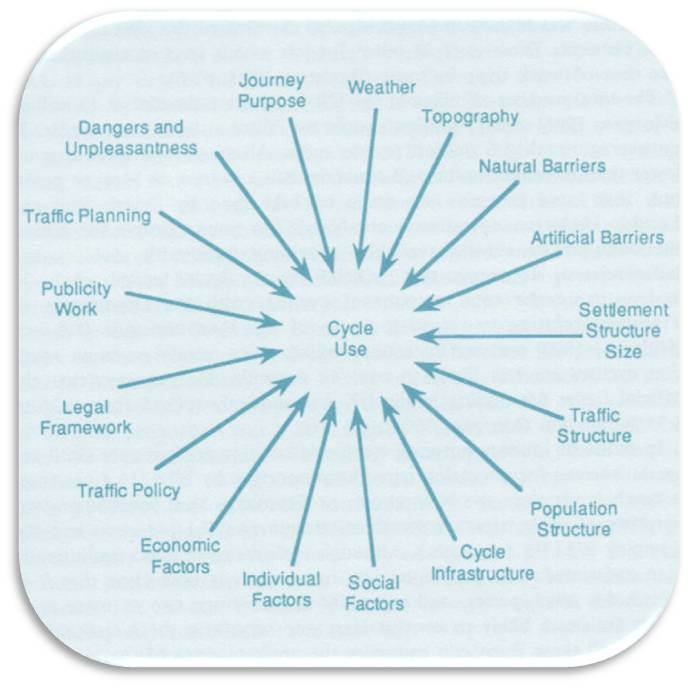 Journey
Purpose
Weather
Topography
Dangers and
Unpleasantness
Natural Barriers
Traffic Planning
Artificial Barriers
Publicity
Work
Cycle
Use
Settlement
Structure
Size
Legal
Framework
Traffic
Structure
Traffic Policy
Population
Structure
Economic
Factors
Cycle
Infrastructure
Individual
Factors
Social
Factors